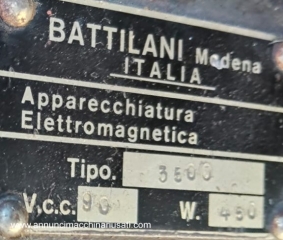 BATTILANI Modena
ITALIA
Apparecchiatura
Elettromagnetica
Tipo. 3500
V.c.c. 90 W. 450
www.annuncimacchinariusati.com